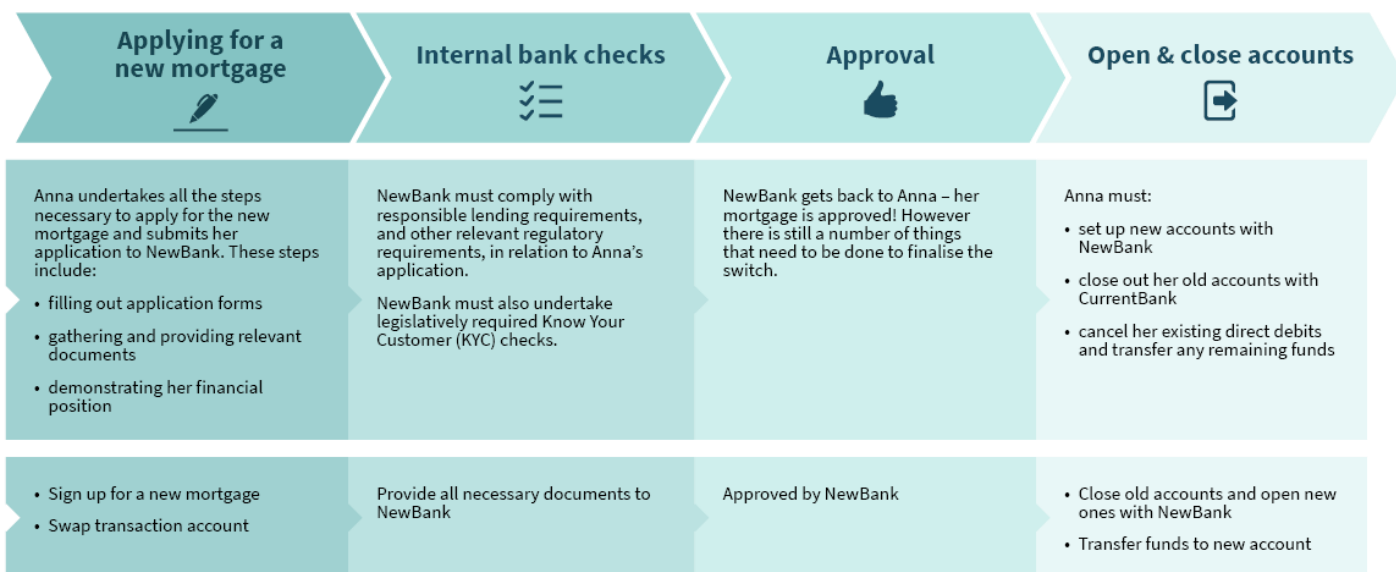 Applying for a
new mortgage
Internal bank checks
Approval
Open & close accounts
Anna undertakes all the steps
necessary to apply for the new
mortgage and submits her
application to NewBank. These steps
include:
• filling out application forms
• gathering and providing relevant
documents
• demonstrating her financial
position
NewBank must comply with
responsible lending requirements,
and other relevant regulatory
requirements, in relation to Anna’s
application.
NewBank must also undertake
legislatively required Know Your
Customer (KYC) checks.
NewBank gets back to Anna – her
mortgage is approved! However
there is still a number of things
that need to be done to finalise the
switch.
Anna must:
• set up new accounts with
NewBank
• close out her old accounts with
CurrentBank
• cancel her existing direct debits
and transfer any remaining funds
• Sign up for a new mortgage
• Swap transaction account
Provide all necessary documents to
NewBank
Approved by NewBank
• Close old accounts and open new
ones with NewBank
• Transfer funds to new account